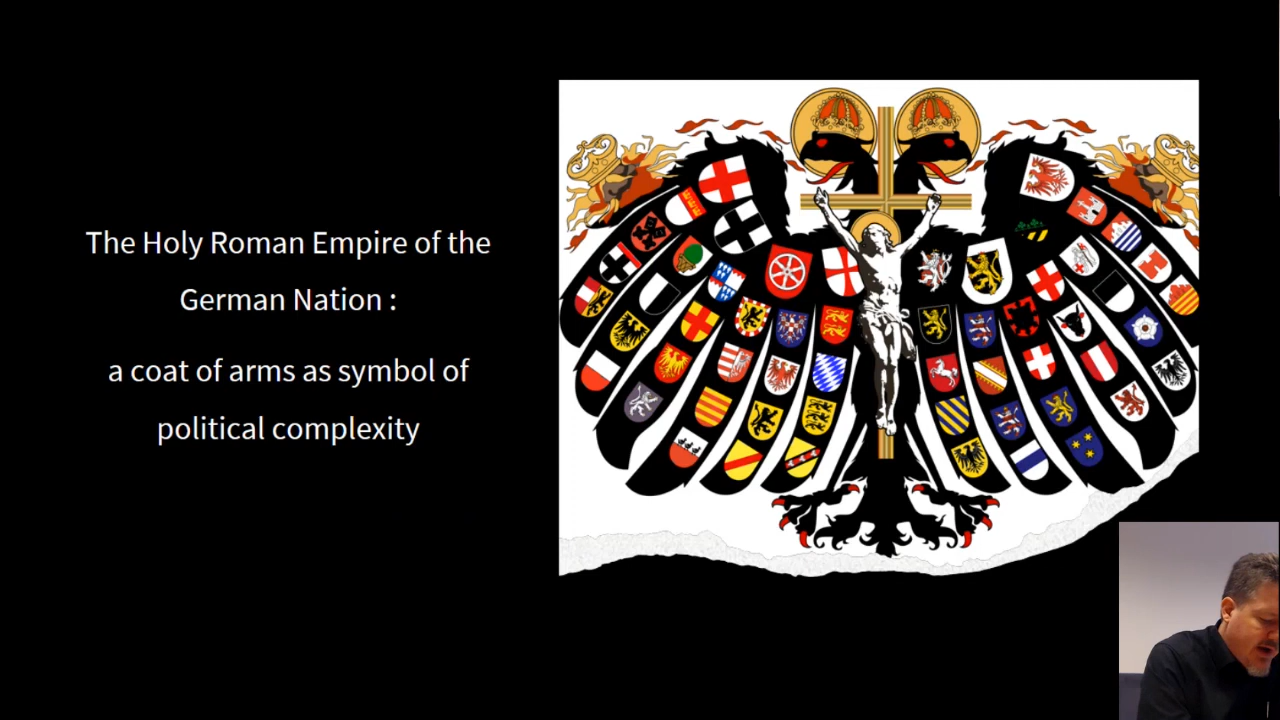 The Holy Roman Empire of the
German Nation :
a coat of arms as symbol of
political complexity